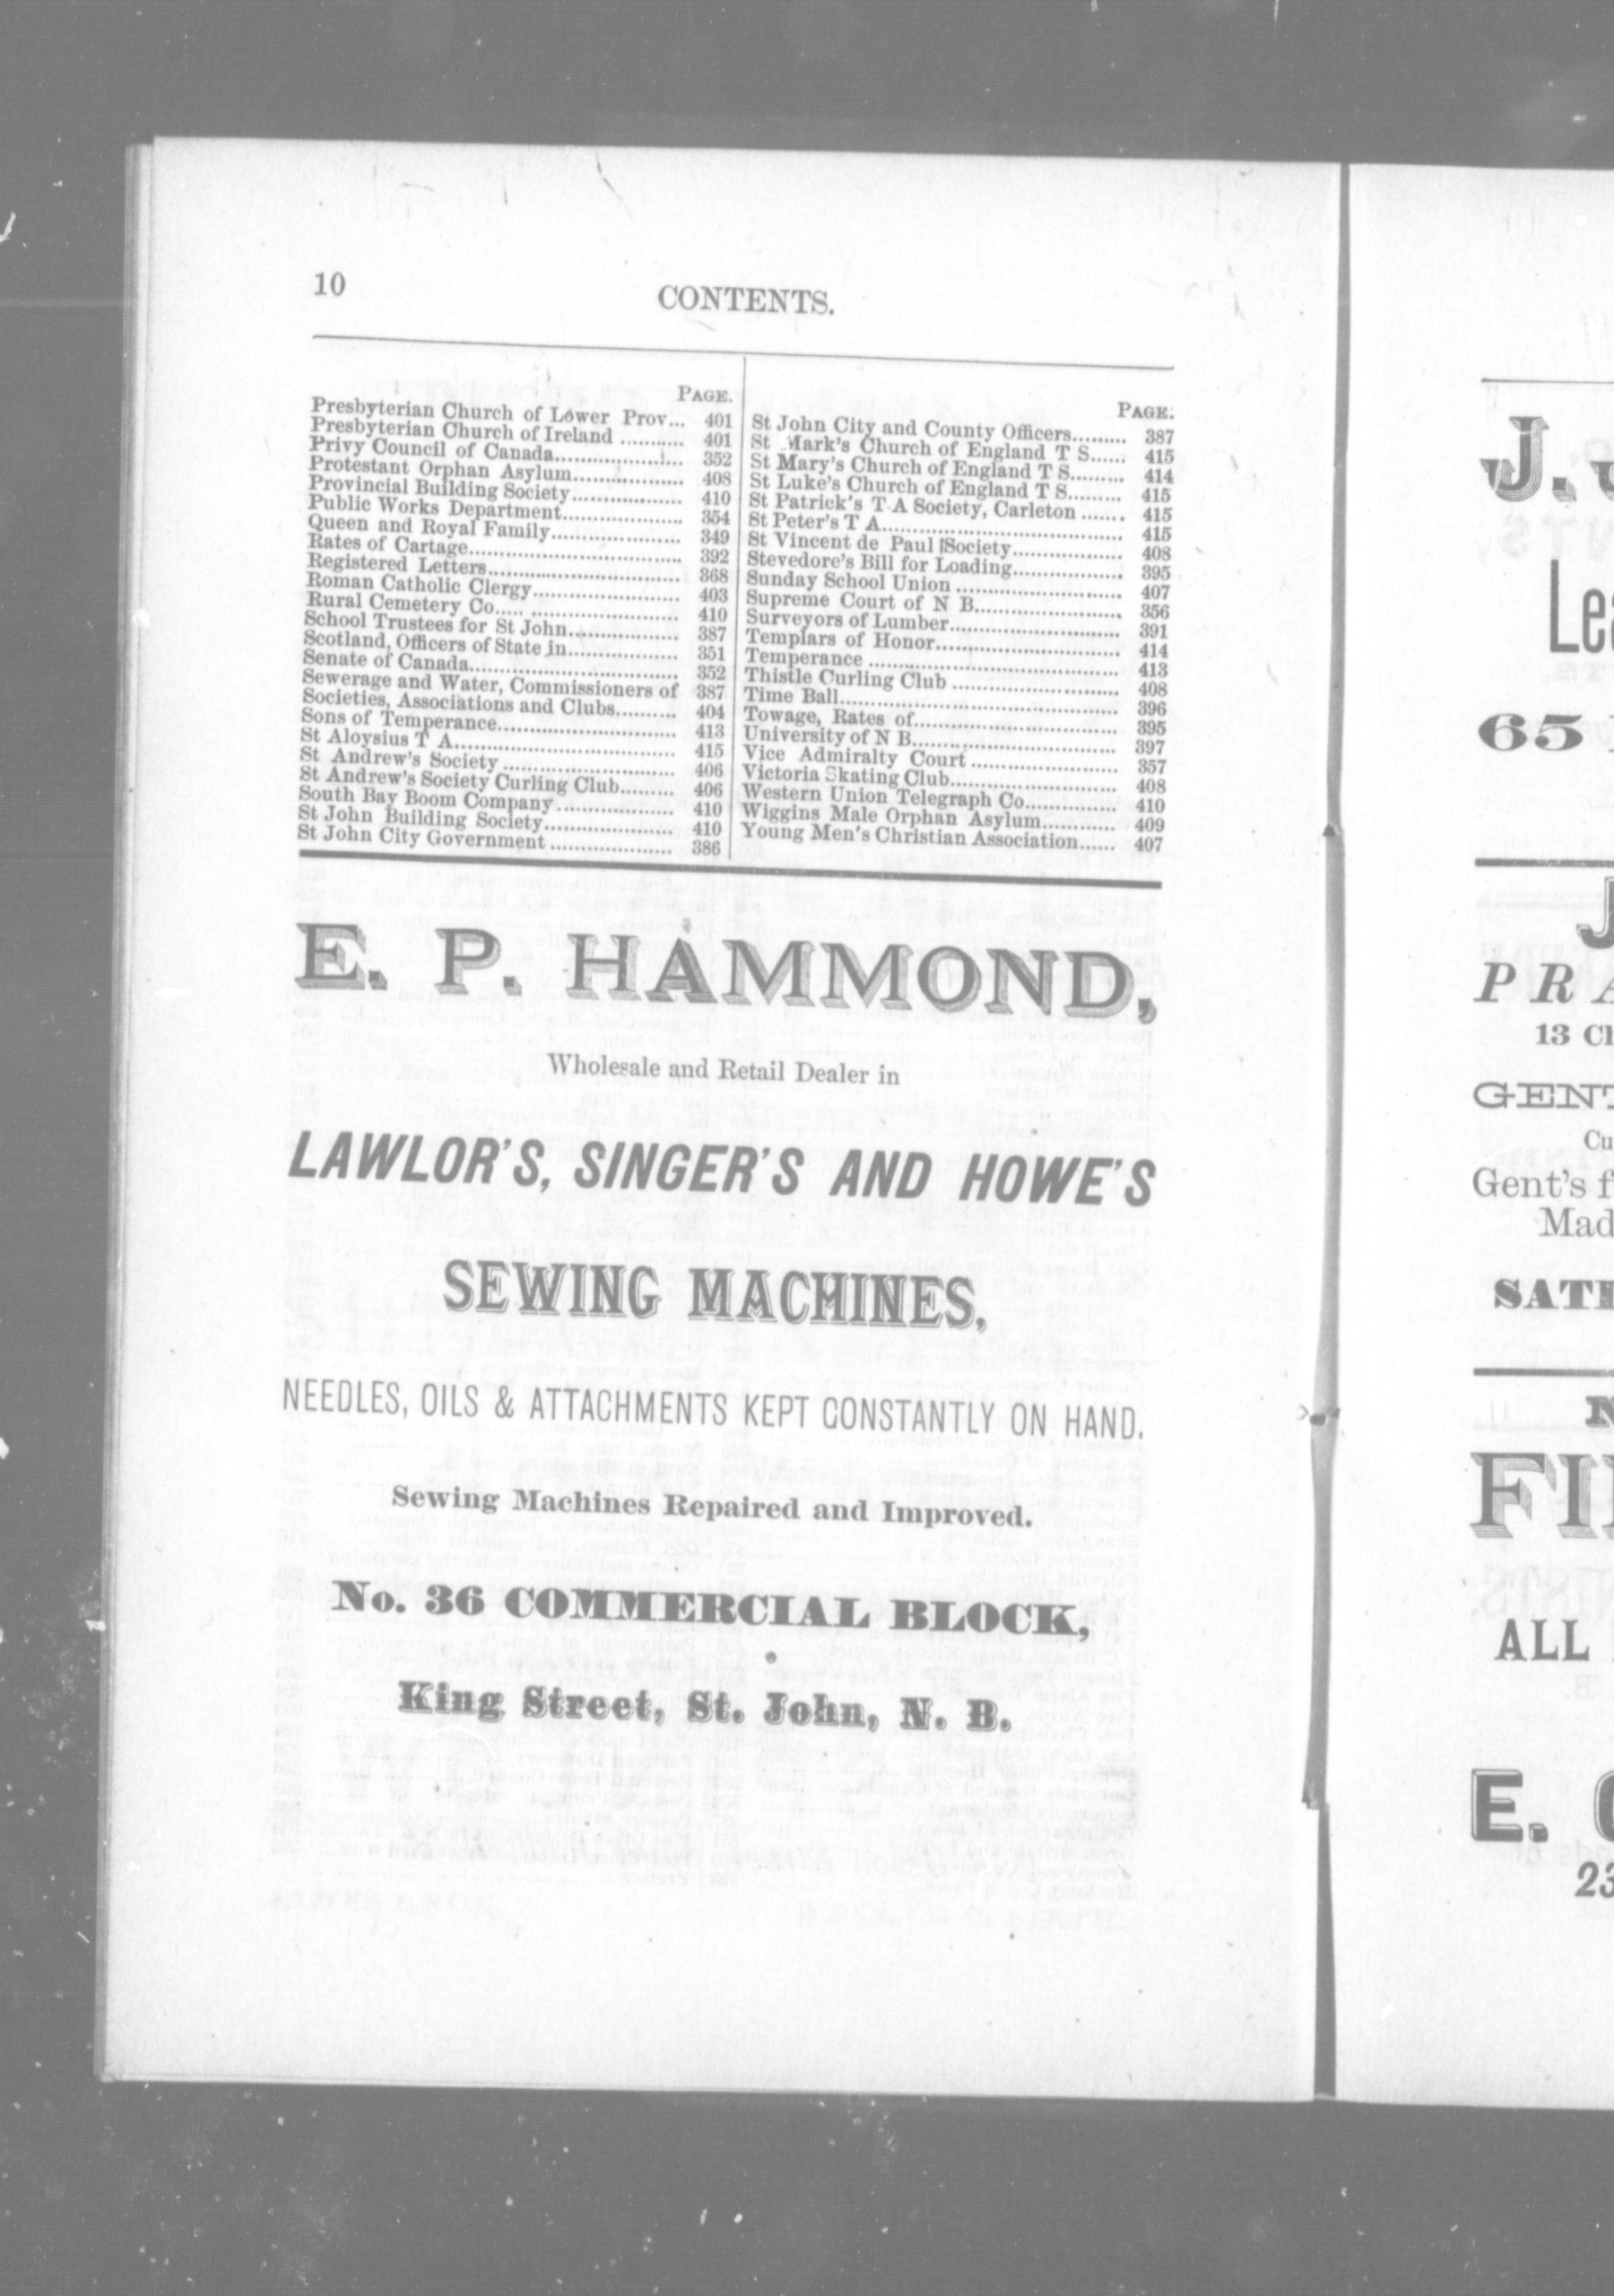 10
CONTENTS.
PAGE.
Presbyterian Church of Lower Prov... 401
Presbyterian Church of Ireland .......... 401
Privy Council of Canada.................... 352
Protestant Orphan Asylum................. 408
Provincial Building Society................. 410
Public Works Department................... 354
Queen and Royal Family.................... 349
Rates of Cartage................................. 392
Registered Letters.............................. 368
Roman Catholic Clergy....................... 403
Rural Cemetery Co..... ....................... 410
School Trustees for St John................. 387
Scotland, Officers of State in................. 351
Senate of Canada................................. 352
Sewerage and Water, Commissioners of 387
Societies, Associations and Clubs......... 404
Sons of Temperance............................ 413
St Aloysius T A................................... 415
St Andrew's Society ........................... 406
St Andrew's Society Curling Club........ 406
South Bay Boom Company .................. 410
St John Building Society.................... 410
St John City Government ................... 386
PAGE.
St John City and County Officers......... 387
St Mark's Church of England T S...... 415
St Mary's Church of England T S......... 414
St Luke's Church of England T S......... 415
St Patrick's T A Society, Carleton ....... 415
St Peter's T A..................................... 415
St Vincent de Paul Society................. 408
Stevedore's Bill for Loading................. 395
Sunday School Union .......................... 407
Supreme Court of N B........................ 356
Surveyors of Lumber.......................... 391
Templars of Honor............................. 414
Temperance ...................................... 413
Thistle Curling Club .......................... 408
Time Ball........................................... 396
Towage, Rates of................................ 395
University of N B................................ 397
Vice Admiralty Court ........................ 357
Victoria Skating Club.......................... 408
Western Union Telegraph Co............... 410
Wiggins Male Orphan Asylum............ 409
Young Men's Christian Association...... 407
E. P. HAMMOND,
Wholesale and Retail Dealer in
LAWLOR'S, SINGER'S AND HOWE'S
SEWING MACHINES,
NEEDLES, OILS & ATTACHMENTS KEPT CONSTANTLY ON HAND.
Sewing Machines Repaired and Improved.
No. 36 COMMERCIAL BLOCK,
King Street, St. John, N. B.
J.
65
13
Gent's
ALL
E.
23